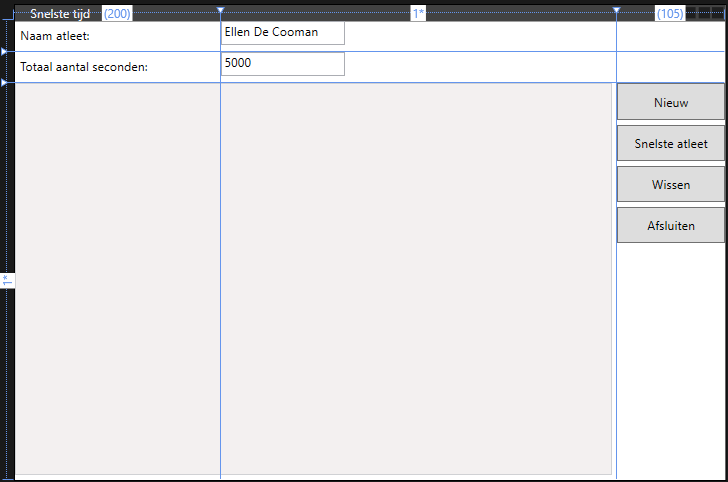 Snelste tijd (200) 1* (105)
Naam atleet: Ellen De Cooman
Totaal aantal seconden: 5000
Nieuw
Snelste atleet
Wissen
Afsluiten
1*